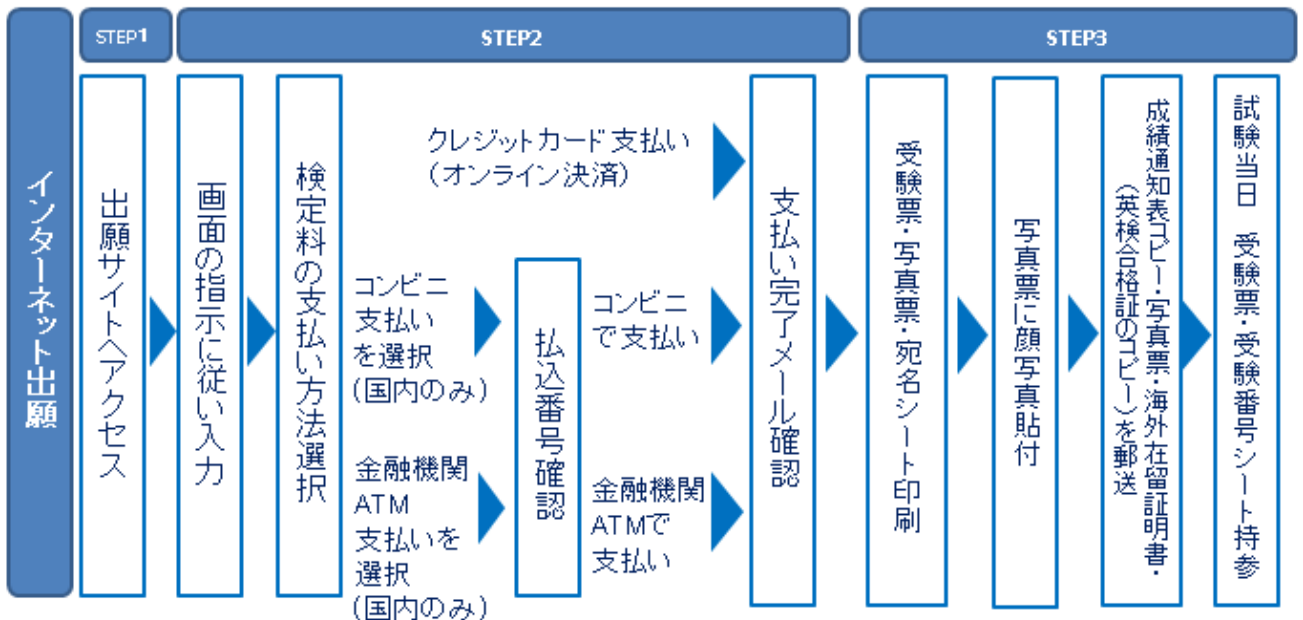 インターネット出願
STEP1
STEP2
STEP3
出願サイトへアクセス
画面の指示に従い入力
検定料の支払い方法選択
クレジットカード支払い
(オンライン決済)
コンビニ
支払い
を選択
(国内のみ)
金融機関
ATM
支払いを
選択
(国内のみ)
払込番号確認
コンビニ
で支払い
金融機関
ATMで
支払い
支払い完了メール確認
受験票・写真票・宛名シート印刷
写真票に顔写真貼付
成績通知表コピー・写真票・海外在留証明書・
(英検合格証のコピー)を郵送
試験当日 受験票・受験番号シート持参